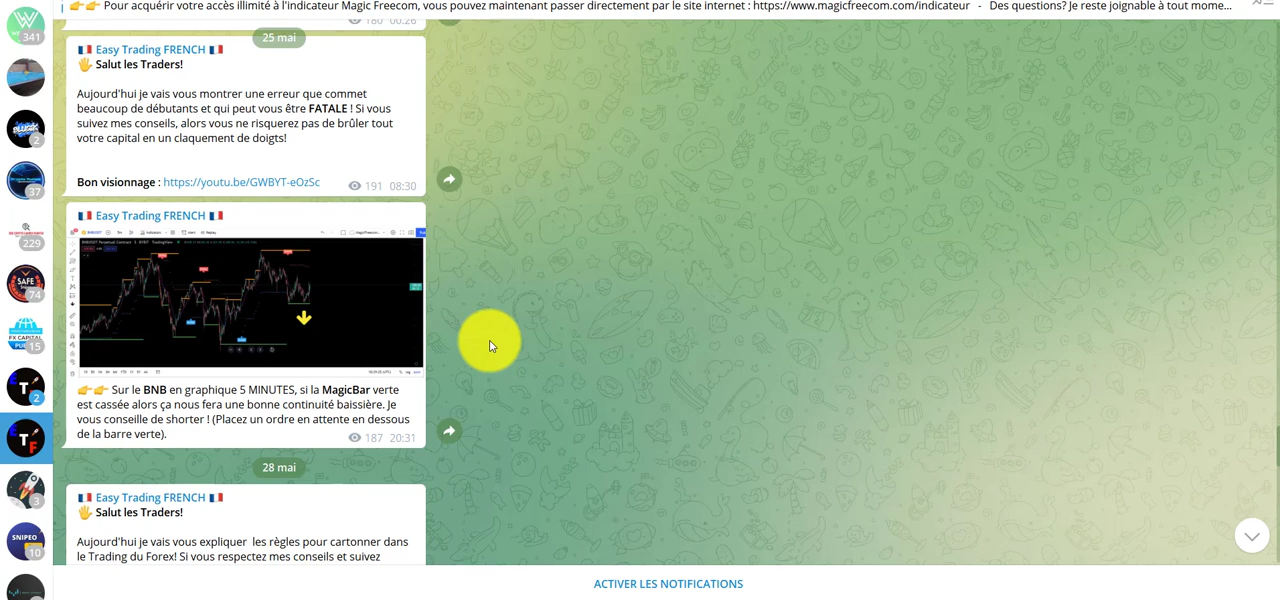 👉👉 Pour acquérir votre accès illimité à l'indicateur Magic Freecom, vous pouvez maintenant passer directement par le site internet : https://www.magicfreecom.com/indicateur - Des questions? Je reste joignable à tout mome...
180 00:26
25 mai
341
2
37
229
SAFE
74
FX CAPITAL
15
T
2
T F
3
SNIPEO
10
🇫🇷 Easy Trading FRENCH 🇫🇷
🖐 Salut les Traders!
Aujourd'hui je vais vous montrer une erreur que commet
beaucoup de débutants et qui peut vous être FATALE ! Si vous
suivez mes conseils, alors vous ne risquerez pas de brûler tout
votre capital en un claquement de doigts!
Bon visionnage : https://youtu.be/GWBYT-eOzSc
191 08:30
🇫🇷 Easy Trading FRENCH 🇫🇷
👉👉 Sur le BNB en graphique 5 MINUTES, si la MagicBar verte
est cassée alors ça nous fera une bonne continuité baissière. Je
vous conseille de shorter ! (Placez un ordre en attente en dessous
de la barre verte).
187 20:31
28 mai
🇫🇷 Easy Trading FRENCH 🇫🇷
🖐 Salut les Traders!
Aujourd'hui je vais vous expliquer les règles pour cartonner dans
le Trading du Forex! Si vous respectez mes conseils et suivez
ACTIVER LES NOTIFICATIONS